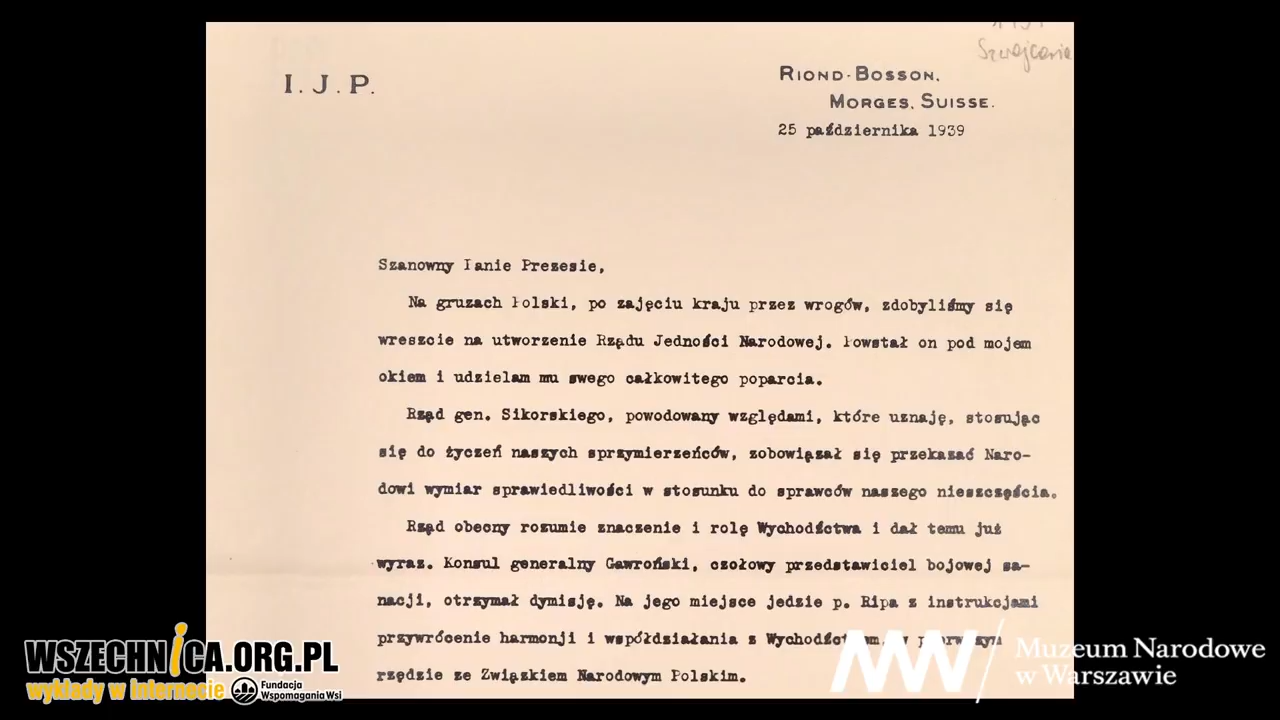 Szwajcaria
I. J. P.
RIOND-BOSSON,
MORGES, SUISSE.
25 października 1939
Szanowny Panie Prezesie,
Na gruzach Polski, po zajęciu kraju przez wrogów, zdobyliśmy się
wreszcie na utworzenie Rządu Jedności Narodowej. Powstał on pod mojem
okiem i udzielam mu swego całkowitego poparcia.
Rząd gen. Sikorskiego, powodowany względami, które uznaję, stosując
się do życzeń naszych sprzymierzeńców, zobowiązał się przekazać Naro-
dowi wymiar sprawiedliwości w stosunku do sprawców naszego nieszczęścia.
Rząd obecny rozumie znaczenie i rolę Wychodźctwa i dał temu już
wyraz. Konsul generalny Gawroński, czołowy przedstawiciel bojowej sa-
nacji, otrzymał dymisję. Na jego miejsce jedzie p. Ripa z instrukcjami
przywrócenie harmonji i współdziałania z Wychodźctwem, w pierwszym
rzędzie ze Związkiem Narodowym Polskim.
WSZECHNICA.ORG.PL
wykłady w internecie
Fundacja
Wspomagania Wsi
Muzeum Narodowe
w Warszawie